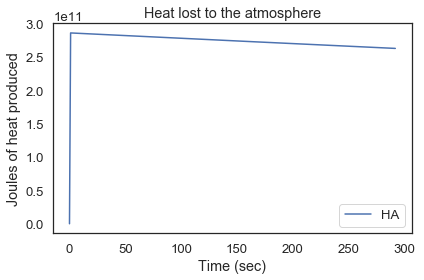 Heat lost to the atmosphere
1e11
3.0
2.5
2.0
1.5
1.0
0.5
0.0
Joules of heat produced
HA
0 50 100 150 200 250 300
Time (sec)